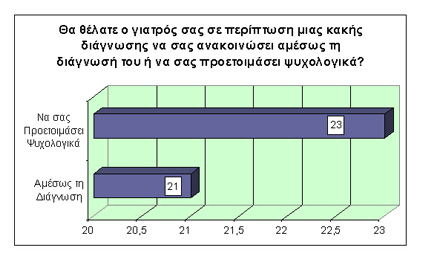 Θα θέλατε ο γιατρός σας σε περίπτωση μιας κακής
διάγνωσης να σας ανακοινώσει αμέσως τη
διάγνωσή του ή να σας προετοιμάσει ψυχολογικά?
Να σας
Προετοιμάσει
Ψυχολογικά
23
Αμέσως τη
Διάγνωση
21
20 20,5 21 21,5 22 22,5 23